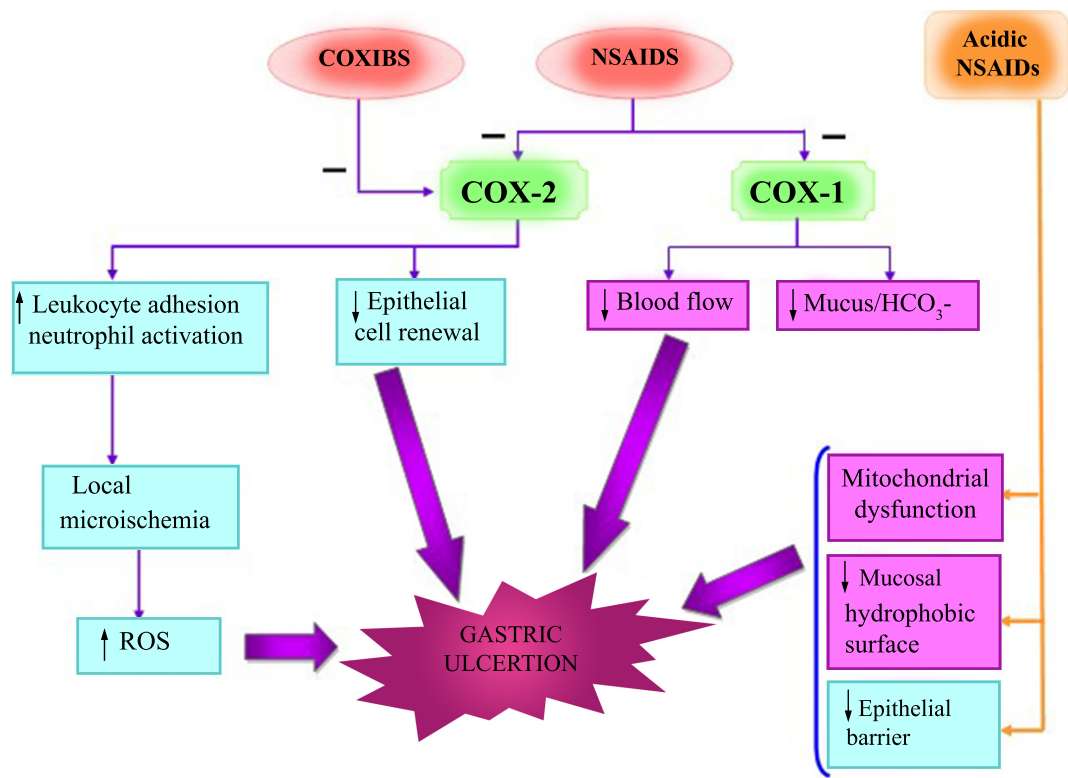 COXIBS
NSAIDS
Acidic
NSAIDs
–
–
–
COX-2
COX-1
↑ Leukocyte adhesion
neutrophil activation
↓ Epithelial
cell renewal
↓ Blood flow
↓ Mucus/HCO₃-
Local
microischemia
↑ ROS
GASTRIC
ULCERTION
Mitochondrial
dysfunction
↓ Mucosal
hydrophobic
surface
↓ Epithelial
barrier